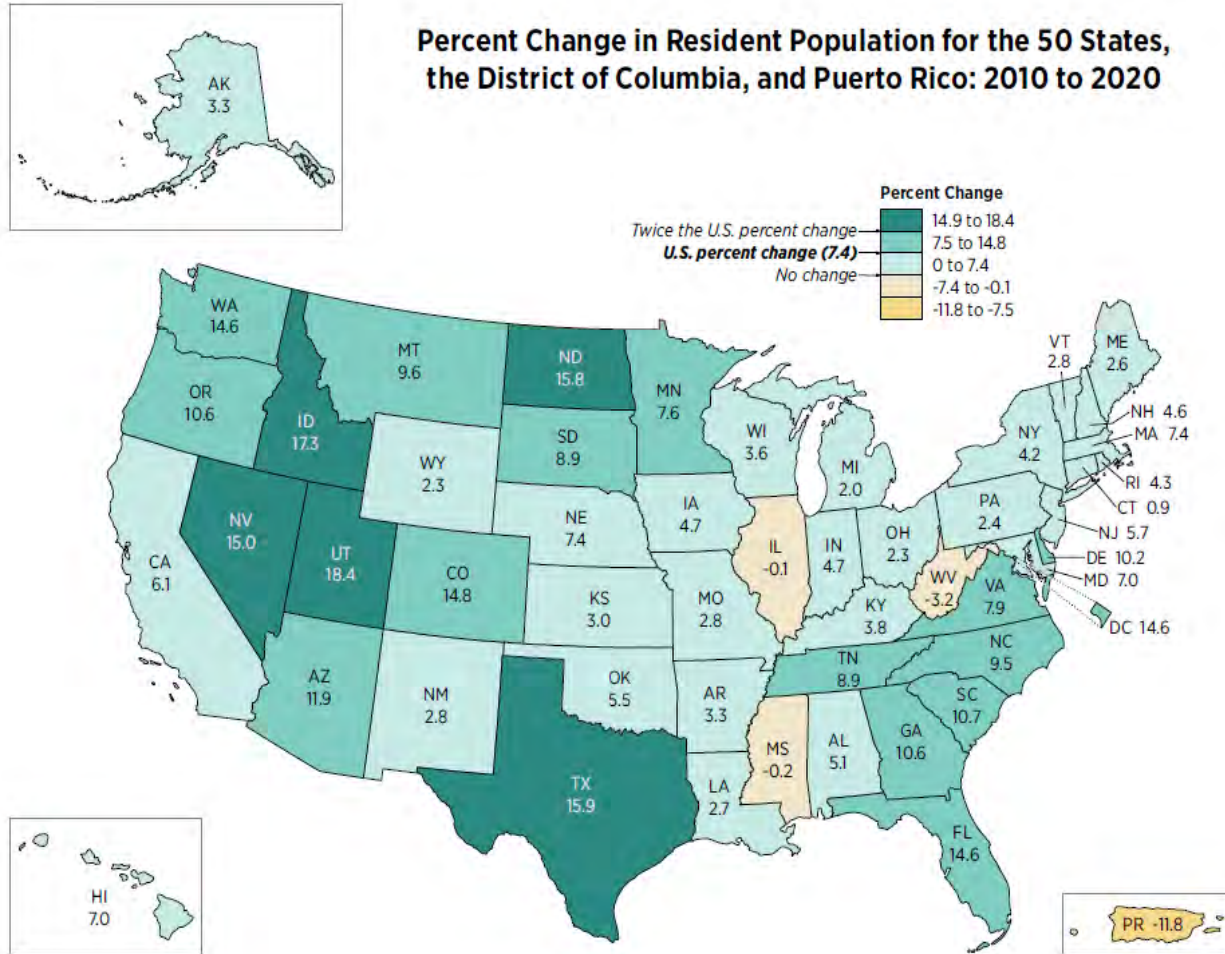 Percent Change in Resident Population for the 50 States,
the District of Columbia, and Puerto Rico: 2010 to 2020
AK
3.3
Percent Change
14.9 to 18.4
Twice the U.S. percent change
7.5 to 14.8
U.S. percent change (7.4)
0 to 7.4
No change
-7.4 to -0.1
-11.8 to -7.5
WA
14.6
MT
9.6
ND
15.8
MN
7.6
VT
2.8
ME
2.6
OR
10.6
ID
17.3
SD
8.9
WI
3.6
MI
2.0
NY
4.2
NH 4.6
MA 7.4
RI 4.3
CT 0.9
NJ 5.7
DE 10.2
MD 7.0
DC 14.6
WY
2.3
NE
7.4
IA
4.7
PA
2.4
NV
15.0
UT
18.4
CA
6.1
CO
14.8
KS
3.0
MO
2.8
IL
-0.1
IN
4.7
OH
2.3
WV
-3.2
VA
7.9
KY
3.8
NC
9.5
TN
8.9
SC
10.7
AZ
11.9
NM
2.8
OK
5.5
AR
3.3
MS
-0.2
AL
5.1
GA
10.6
TX
15.9
LA
2.7
FL
14.6
HI
7.0
PR -11.8